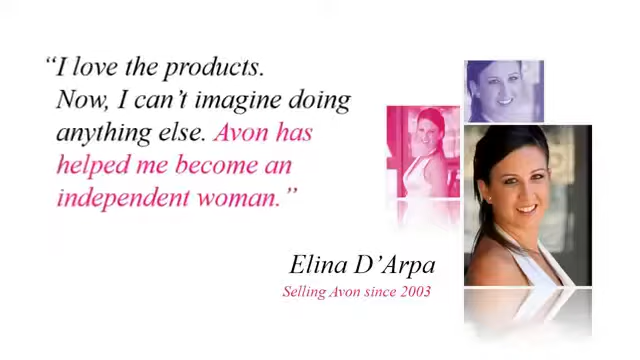 “I love the products.
Now, I can’t imagine doing
anything else. Avon has
helped me become an
independent woman.”
Elina D’Arpa
Selling Avon since 2003